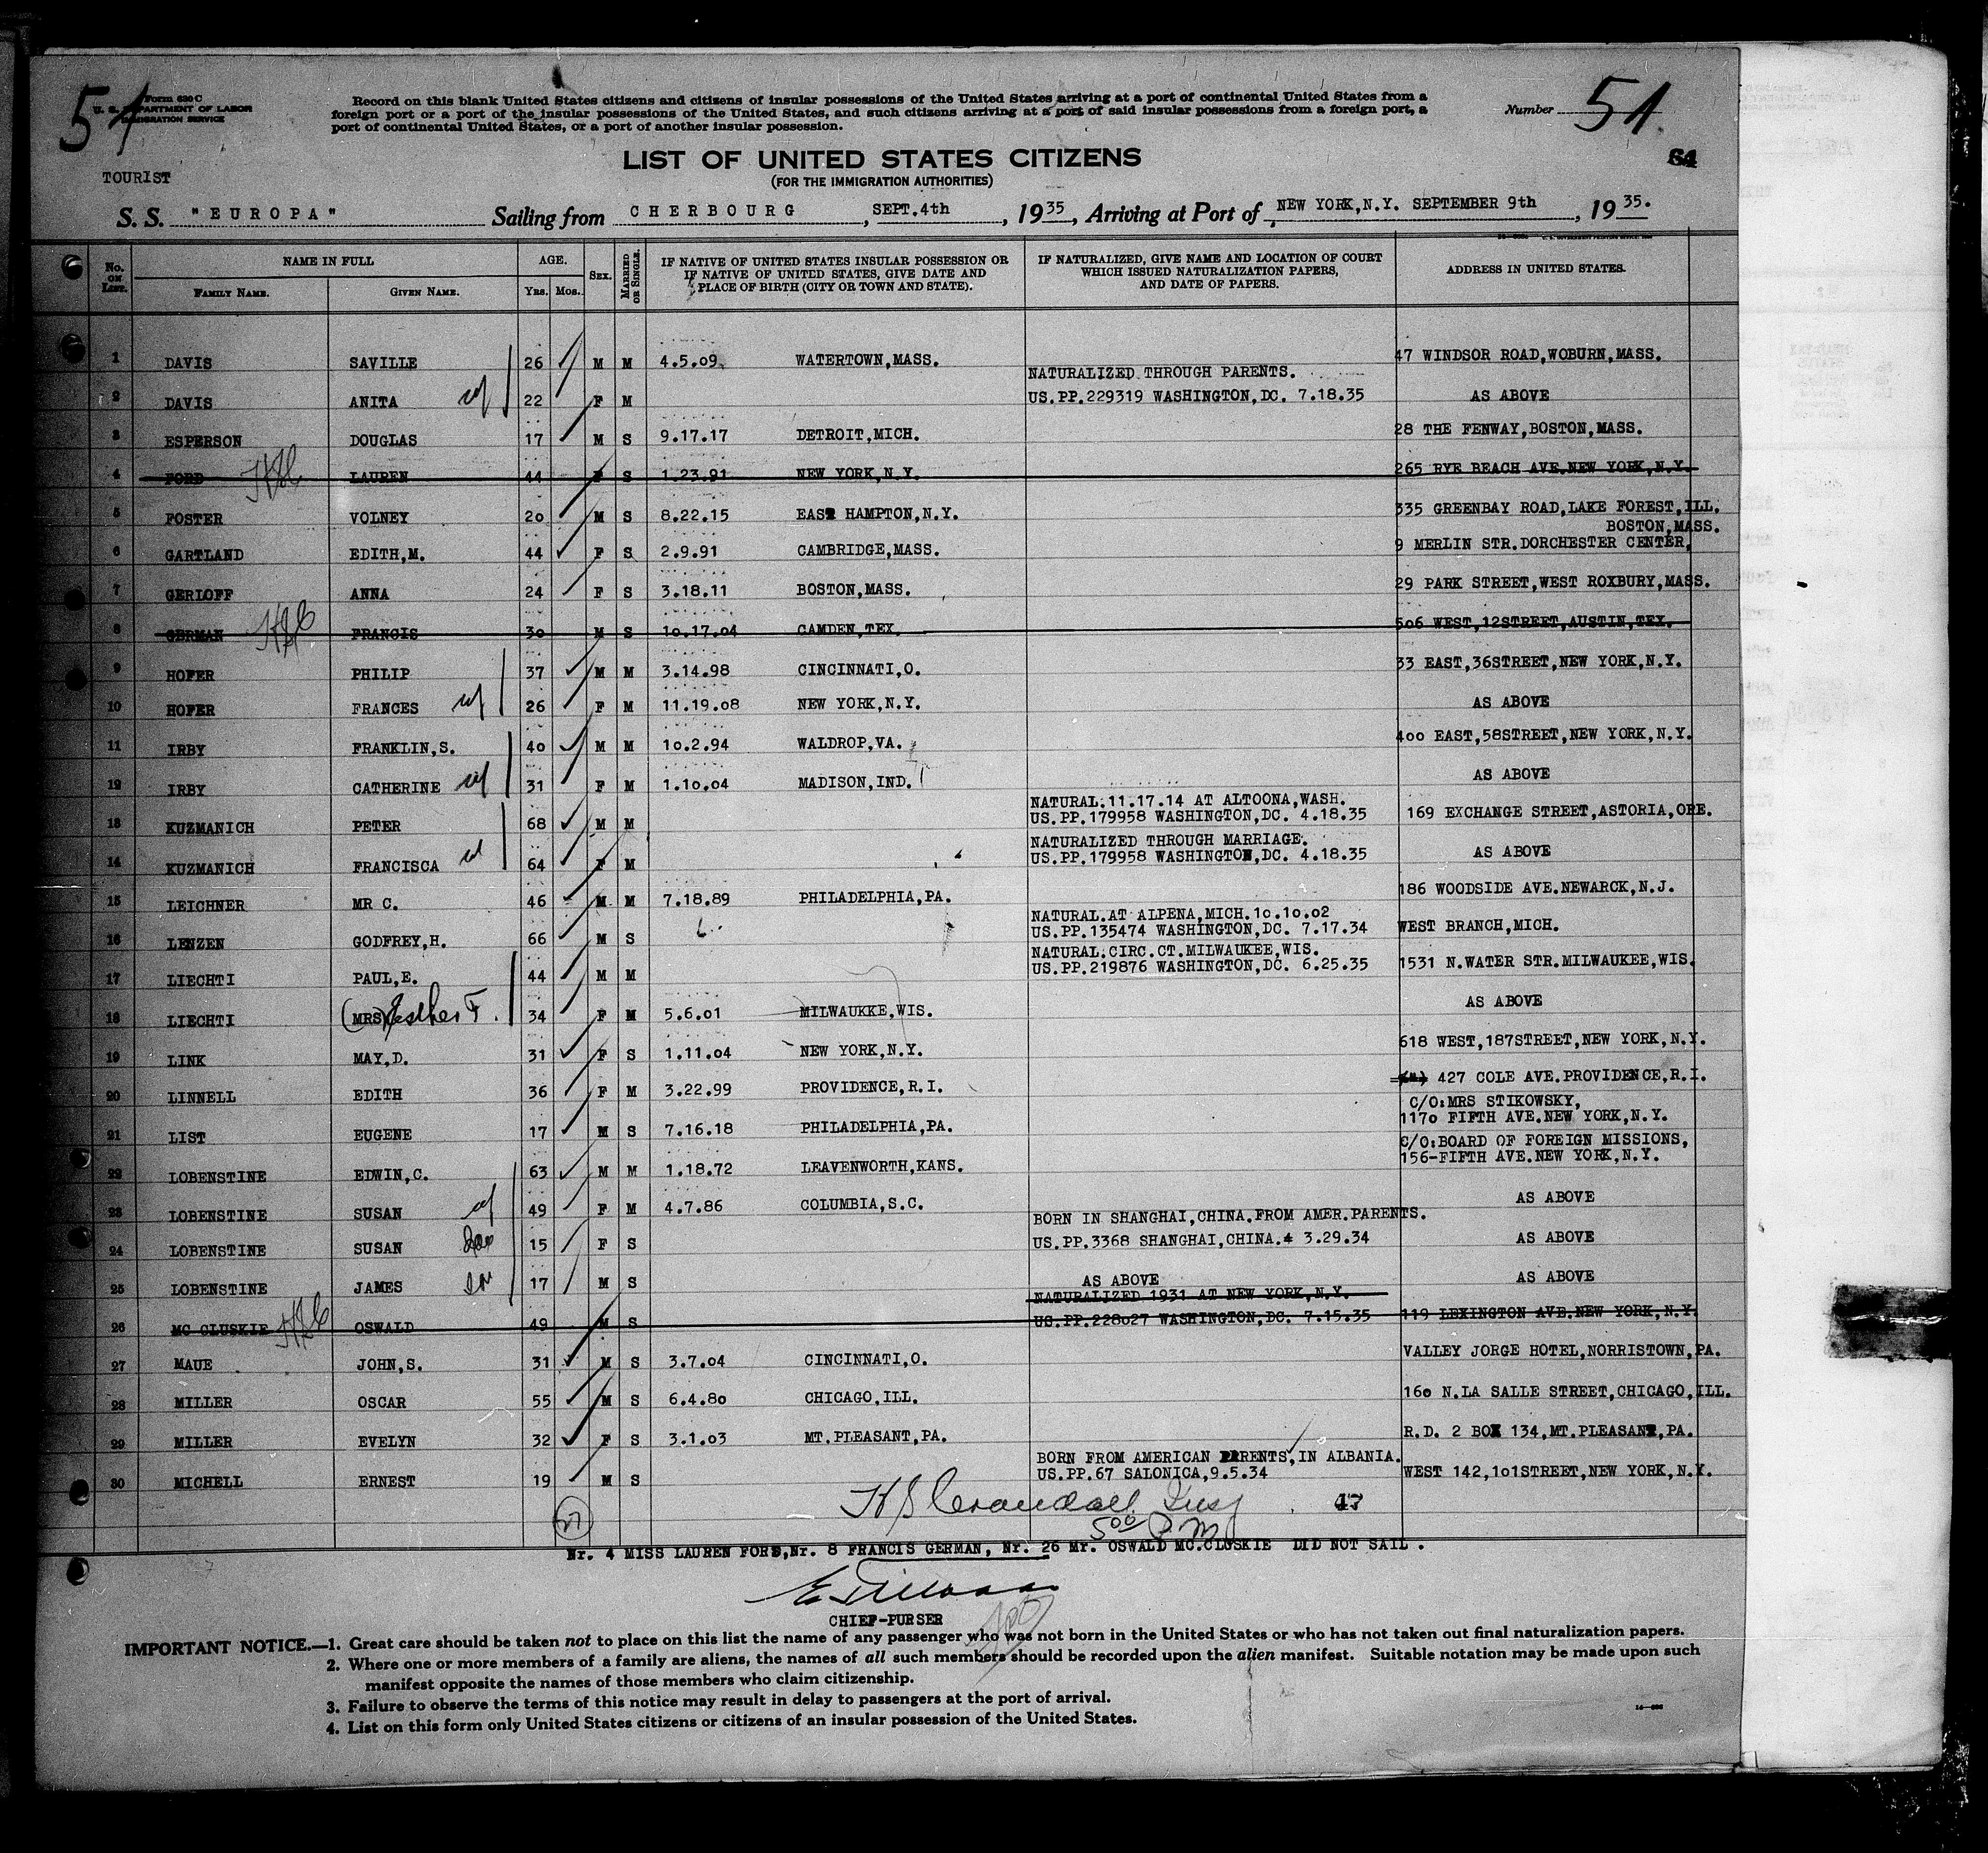 54
Form 630 C
U. S. DEPARTMENT OF LABOR
IMMIGRATION SERVICE
Record on this blank United States citizens and citizens of insular possessions of the United States arriving at a port of continental United States from a
foreign port or a port of the insular possessions of the United States, and such citizens arriving at a port of said insular possessions from a foreign port, a
port of continental United States, or a port of another insular possession.
Number 54
64
LIST OF UNITED STATES CITIZENS
(FOR THE IMMIGRATION AUTHORITIES)
TOURIST
S. S. "EUROPA" Sailing from CHERBOURG, SEPT.4th, 1935, Arriving at Port of NEW YORK,N.Y. SEPTEMBER 9th, 1935.
No. ON LIST. NAME IN FULL FAMILY NAME. GIVEN NAME. AGE. Yrs. Mos. SEX. MARRIED OR SINGLE.
IF NATIVE OF UNITED STATES INSULAR POSSESSION OR
IF NATIVE OF UNITED STATES, GIVE DATE AND
PLACE OF BIRTH (CITY OR TOWN AND STATE).
IF NATURALIZED, GIVE NAME AND LOCATION OF COURT
WHICH ISSUED NATURALIZATION PAPERS,
AND DATE OF PAPERS.
ADDRESS IN UNITED STATES.
1 DAVIS SAVILLE 26 M M 4.5.09. WATERTOWN,MASS. 47 WINDSOR ROAD,WOBURN,MASS.
NATURALIZED THROUGH PARENTS.
2 DAVIS ANITA wf 22 F M US.PP.229319 WASHINGTON,DC. 7.18.35 AS ABOVE
3 ESPERSON DOUGLAS 17 M S 9.17.17 DETROIT,MICH. 28 THE FENWAY,BOSTON,MASS.
4 FORD LAUREN 44 F S 1.23.91 NEW YORK,N.Y. 265 RYE BEACH AVE.NEW YORK,N.Y.
5 FOSTER VOLNEY 20 M S 8.22.15 EAST HAMPTON,N.Y. 335 GREENBAY ROAD,LAKE FOREST,ILL.
BOSTON,MASS.
6 GARTLAND EDITH,M. 44 F S 2.9.91 CAMBRIDGE,MASS. 9 MERLIN STR.DORCHESTER CENTER,
7 GERLOFF ANNA 24 F S 3.18.11 BOSTON,MASS. 29 PARK STREET,WEST ROXBURY,MASS.
8 GERMAN FRANCIS 30 M S 10.17.04 CAMDEN,TEX. 506 WEST,12STREET,AUSTIN,TEX.
9 HOFER PHILIP 37 M M 3.14.98 CINCINNATI,O. 33 EAST,36STREET,NEW YORK,N.Y.
10 HOFER FRANCES wf 26 F M 11.19.08 NEW YORK,N.Y. AS ABOVE
11 IRBY FRANKLIN,S. 40 M M 10.2.94 WALDROP,VA. 400 EAST,58STREET,NEW YORK,N.Y.
12 IRBY CATHERINE wf 31 F M 1.10.04 MADISON,IND. AS ABOVE
NATURAL.11.17.14 AT ALTOONA,WASH.
13 KUZMANICH PETER 68 M M US.PP.179958 WASHINGTON,DC. 4.18.35 169 EXCHANGE STREET,ASTORIA,ORE.
NATURALIZED THROUGH MARRIAGE.
14 KUZMANICH FRANCISCA wf 64 F M US.PP.179958 WASHINGTON,DC. 4.18.35 AS ABOVE
15 LEICHNER MR C. 46 M M 7.18.89 PHILADELPHIA,PA. 186 WOODSIDE AVE.NEWARCK,N.J.
NATURAL.AT ALPENA,MICH.10.10.02
16 LENZEN GODFREY,H. 66 M S US.PP.135474 WASHINGTON,DC. 7.17.34 WEST BRANCH,MICH.
NATURAL.CIRC.CT.MILWAUKEE,WIS.
17 LIECHTI PAUL,E. 44 M M US.PP.219876 WASHINGTON,DC. 6.25.35 1531 N.WATER STR.MILWAUKEE,WIS.
18 LIECHTI (MRS) Esther F. 34 F M 5.6.01 MILWAUKKE,WIS. AS ABOVE
19 LINK MAY,D. 31 F S 1.11.04 NEW YORK,N.Y. 618 WEST,187STREET,NEW YORK,N.Y.
20 LINNELL EDITH 36 F M 3.22.99 PROVIDENCE,R.I. 427 COLE AVE.PROVIDENCE,R.I.
C/O:MRS STIKOWSKY,
21 LIST EUGENE 17 M S 7.16.18 PHILADELPHIA,PA. 1170 FIFTH AVE.NEW YORK,N.Y.
C/O:BOARD OF FOREIGN MISSIONS,
22 LOBENSTINE EDWIN,C. 63 M M 1.18.72 LEAVENWORTH,KANS. 156-FIFTH AVE.NEW YORK,N.Y.
23 LOBENSTINE SUSAN wf 49 F M 4.7.86 COLUMBIA,S.C. AS ABOVE
BORN IN SHANGHAI,CHINA.FROM AMER.PARENTS.
24 LOBENSTINE SUSAN 15 F S US.PP.3368 SHANGHAI,CHINA. 3.29.34 AS ABOVE
25 LOBENSTINE JAMES 17 M S AS ABOVE AS ABOVE
NATURALIZED 1931 AT NEW YORK,N.Y.
26 MC CLUSKIE OSWALD 49 M S US.PP.228027 WASHINGTON,DC. 7.15.35 119 LEXINGTON AVE.NEW YORK,N.Y.
27 MAUE JOHN,S. 31 M S 3.7.04 CINCINNATI,O. VALLEY JORGE HOTEL,NORRISTOWN,PA.
28 MILLER OSCAR 55 M S 6.4.80 CHICAGO,ILL. 160 N.LA SALLE STREET,CHICAGO,ILL.
29 MILLER EVELYN 32 F S 3.1.03 MT.PLEASANT,PA. R.D. 2 BOX 134,MT.PLEASANT,PA.
BORN FROM AMERICAN PARENTS,IN ALBANIA.
30 MICHELL ERNEST 19 M S US.PP.67 SALONICA,9.5.34 WEST 142,101STREET,NEW YORK,N.Y.
27 H S Crandall Insp 47
5 00 P.M
Nr. 4 MISS LAUREN FORD,Nr. 8 FRANCIS GERMAN, Nr. 26 Mr. OSWALD MC.CLUSKIE DID NOT SAIL .
CHIEF-PURSER
IMPORTANT NOTICE.—1. Great care should be taken not to place on this list the name of any passenger who was not born in the United States or who has not taken out final naturalization papers.
2. Where one or more members of a family are aliens, the names of all such members should be recorded upon the alien manifest. Suitable notation may be made upon such
manifest opposite the names of those members who claim citizenship.
3. Failure to observe the terms of this notice may result in delay to passengers at the port of arrival.
4. List on this form only United States citizens or citizens of an insular possession of the United States.